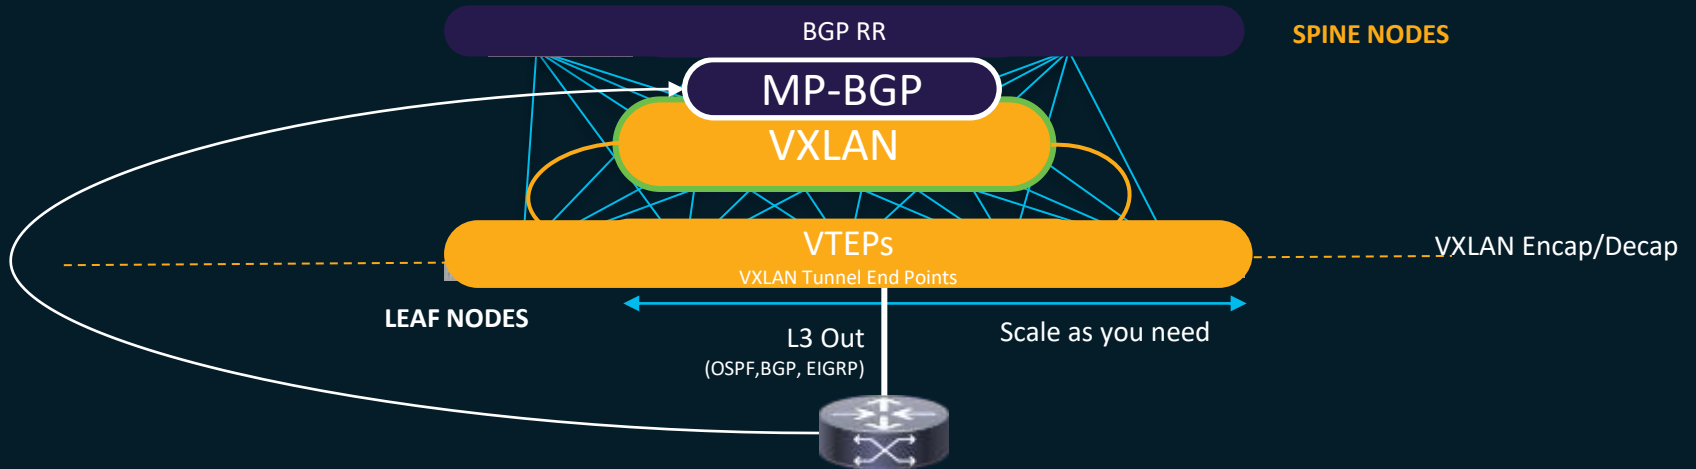 BGP RR
SPINE NODES
MP-BGP
VXLAN
VTEPs
VXLAN Tunnel End Points
VXLAN Encap/Decap
LEAF NODES
Scale as you need
L3 Out
(OSPF,BGP, EIGRP)